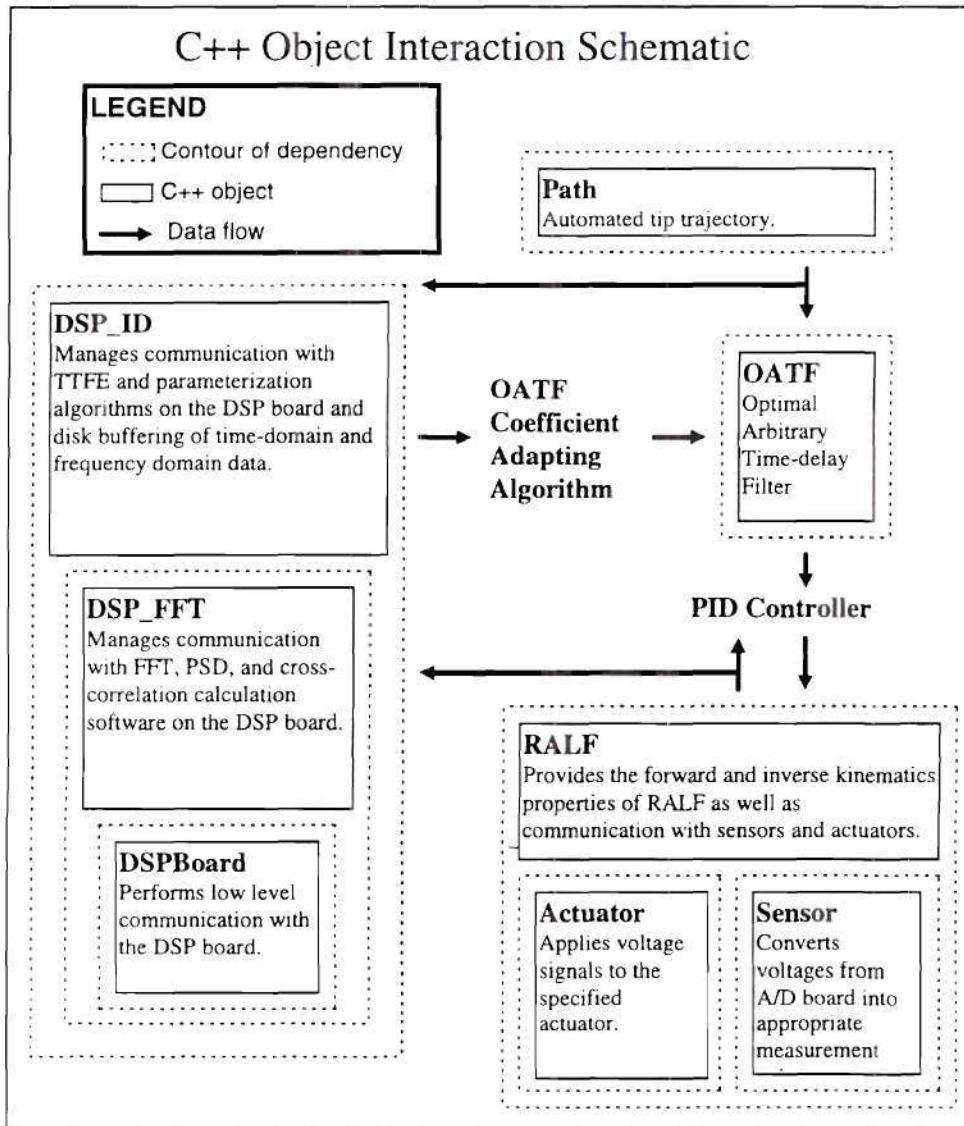 C++ Object Interaction Schematic
LEGEND
Contour of dependency
C++ object
Data flow
Path
Automated tip trajectory.
DSP_ID
Manages communication with
TTFE and parameterization
algorithms on the DSP board and
disk buffering of time-domain and
frequency domain data.
OATF
Coefficient
Adapting
Algorithm
OATF
Optimal
Arbitrary
Time-delay
Filter
PID Controller
DSP_FFT
Manages communication
with FFT, PSD, and cross-
correlation calculation
software on the DSP board.
RALF
Provides the forward and inverse kinematics
properties of RALF as well as
communication with sensors and actuators.
DSPBoard
Performs low level
communication with
the DSP board.
Actuator
Applies voltage
signals to the
specified
actuator.
Sensor
Converts
voltages from
A/D board into
appropriate
measurement